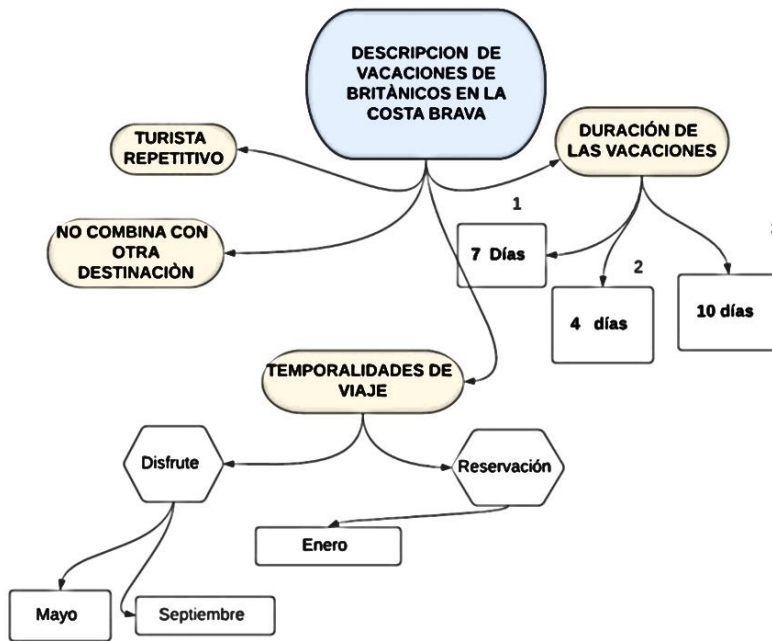 DESCRIPCION DE
VACACIONES DE
BRITÀNICOS EN LA
COSTA BRAVA
TURISTA
REPETITIVO
DURACIÓN DE
LAS VACACIONES
NO COMBINA CON
OTRA
DESTINACIÒN
1
7 Días
2
4 días
10 días
TEMPORALIDADES DE
VIAJE
Disfrute
Reservación
Enero
Mayo
Septiembre